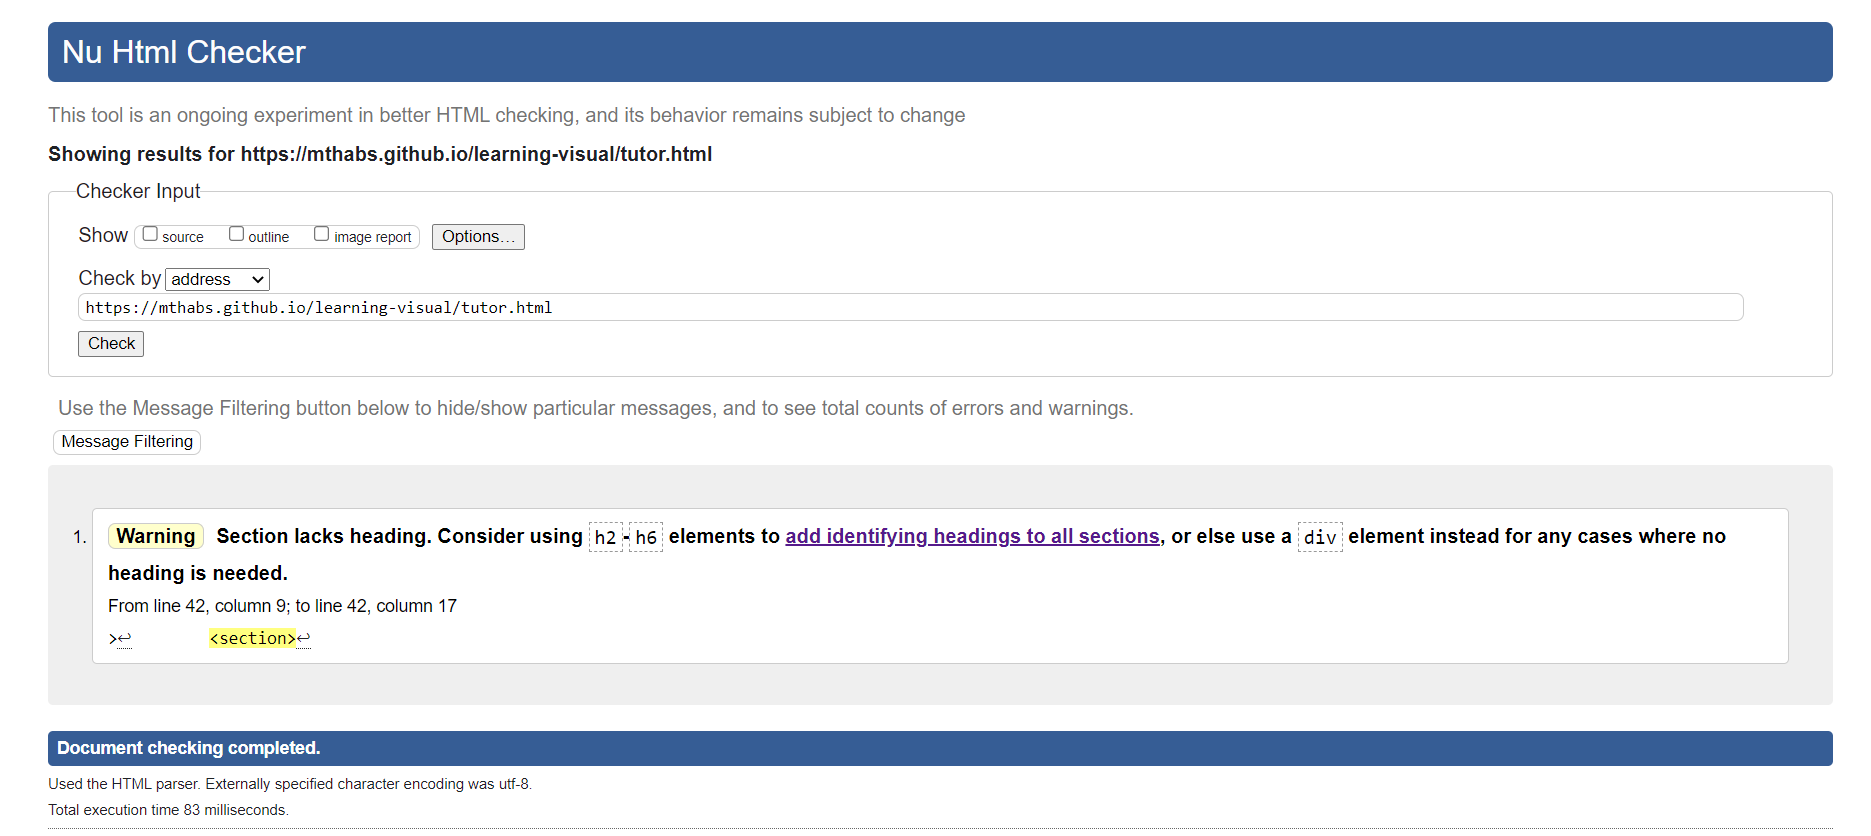 Nu Html Checker
This tool is an ongoing experiment in better HTML checking, and its behavior remains subject to change
Showing results for https://mthabs.github.io/learning-visual/tutor.html
Checker Input
Show source outline image report Options…
Check by address
https://mthabs.github.io/learning-visual/tutor.html
Check
Use the Message Filtering button below to hide/show particular messages, and to see total counts of errors and warnings.
Message Filtering
1. Warning Section lacks heading. Consider using h2-h6 elements to add identifying headings to all sections, or else use a div element instead for any cases where no
heading is needed.
From line 42, column 9; to line 42, column 17
>↩ <section>↩
Document checking completed.
Used the HTML parser. Externally specified character encoding was utf-8.
Total execution time 83 milliseconds.